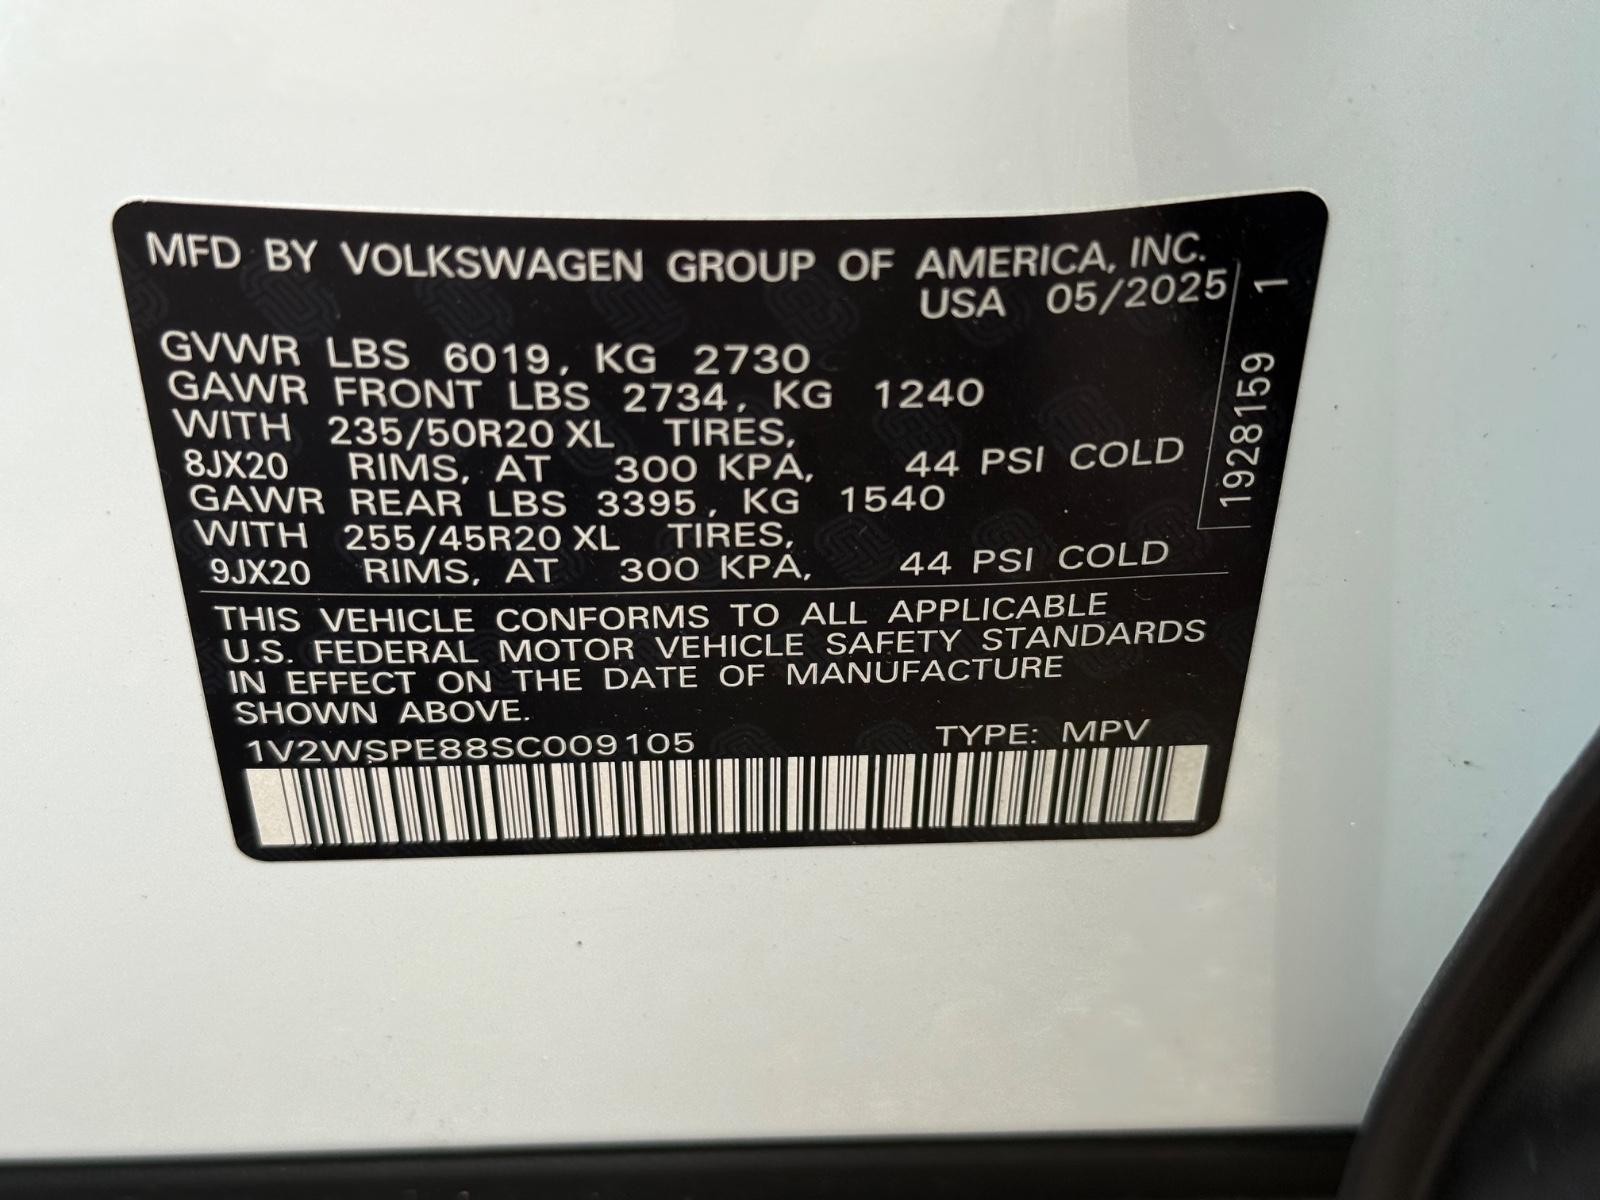 MFD BY VOLKSWAGEN GROUP OF AMERICA, INC.
USA 05/2025
GVWR LBS 6019, KG 2730
GAWR FRONT LBS 2734, KG 1240
WITH 235/50R20 XL TIRES,
8JX20 RIMS, AT 300 KPA, 44 PSI COLD
GAWR REAR LBS 3395, KG 1540
WITH 255/45R20 XL TIRES,
9JX20 RIMS, AT 300 KPA, 44 PSI COLD
THIS VEHICLE CONFORMS TO ALL APPLICABLE
U.S. FEDERAL MOTOR VEHICLE SAFETY STANDARDS
IN EFFECT ON THE DATE OF MANUFACTURE
SHOWN ABOVE.
1V2WSPE88SC009105 TYPE: MPV
1928159 1